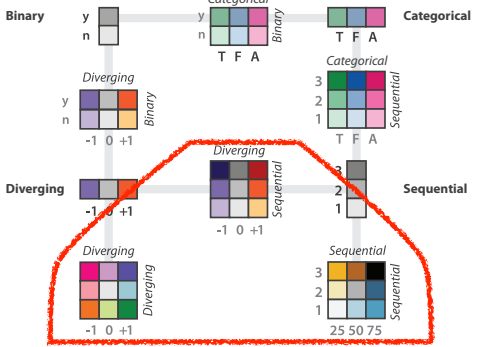 Categorical
Binary
y
n
y
n
Binary
T F A
T F A
Categorical
Diverging
y
n
Binary
-1 0 +1
Categorical
3
2
1
Sequential
T F A
Diverging
-1 0 +1
Diverging
Sequential
-1 0 +1
3
2
1
Sequential
Diverging
Diverging
-1 0 +1
Sequential
3
2
1
Sequential
25 50 75